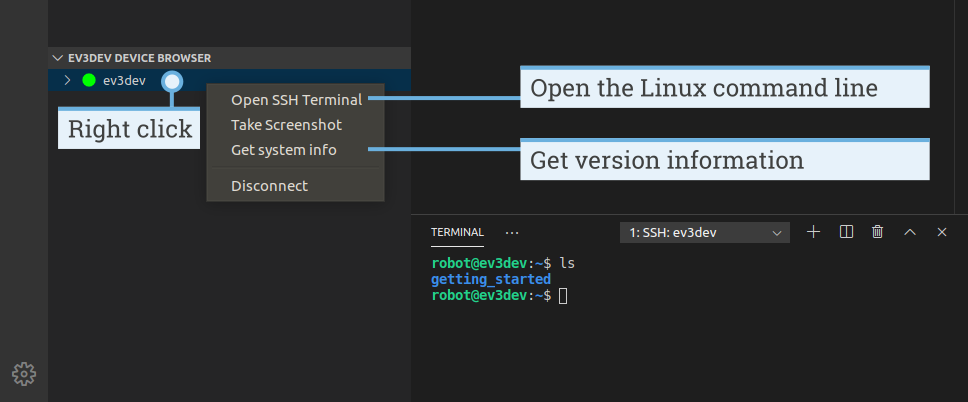 EV3DEV DEVICE BROWSER
ev3dev
Right click
Open SSH Terminal
Take Screenshot
Get system info
Disconnect
Open the Linux command line
Get version information
TERMINAL ··· 1: SSH: ev3dev
robot@ev3dev:~$ ls
getting_started
robot@ev3dev:~$